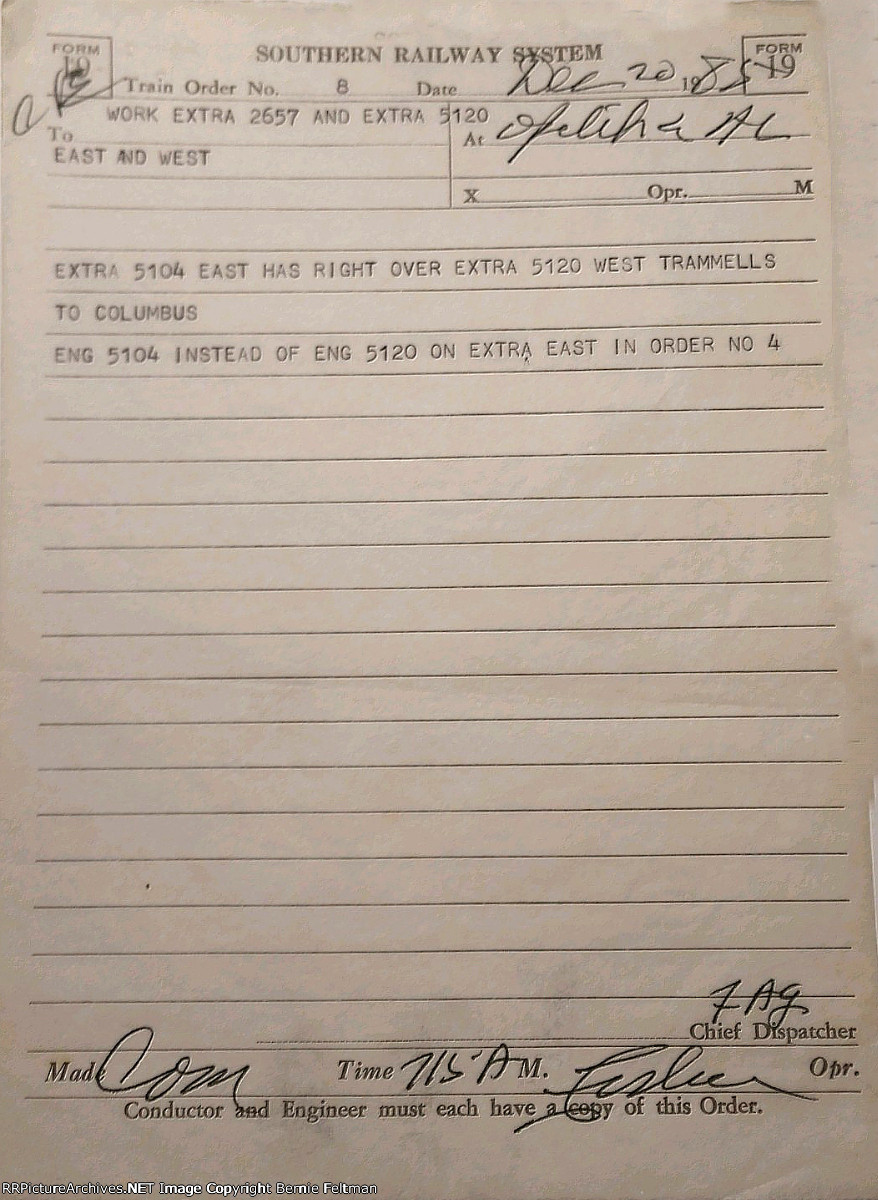 FORM 19 SOUTHERN RAILWAY SYSTEM FORM 19
Train Order No. 8 Date Dec 20 1985
To WORK EXTRA 2657 AND EXTRA 5120
At Opelika AL
EAST AND WEST
X Opr. M
EXTRA 5104 EAST HAS RIGHT OVER EXTRA 5120 WEST TRAMMELLS
TO COLUMBUS
ENG 5104 INSTEAD OF ENG 5120 ON EXTRA EAST IN ORDER NO 4
FAG
Chief Dispatcher
Made Com Time 715 A M. Opr.
Conductor and Engineer must each have a copy of this Order.
RRPictureArchives.NET Image Copyright Bernie Feltman